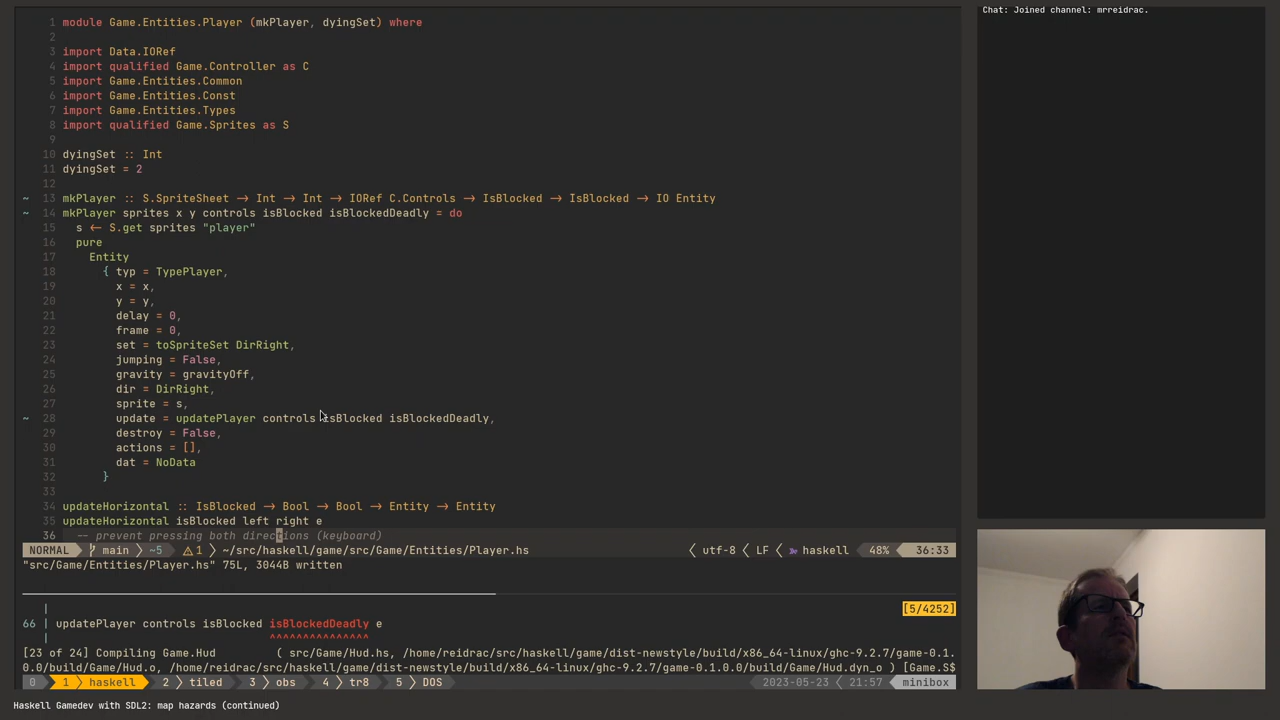 1 module Game.Entities.Player (mkPlayer, dyingSet) where
2
3 import Data.IORef
4 import qualified Game.Controller as C
5 import Game.Entities.Common
6 import Game.Entities.Const
7 import Game.Entities.Types
8 import qualified Game.Sprites as S
9
10 dyingSet :: Int
11 dyingSet = 2
12
~ 13 mkPlayer :: S.SpriteSheet -> Int -> Int -> IORef C.Controls -> IsBlocked -> IsBlocked -> IO Entity
~ 14 mkPlayer sprites x y controls isBlocked isBlockedDeadly = do
15 s <- S.get sprites "player"
16 pure
17 Entity
18 { typ = TypePlayer,
19 x = x,
20 y = y,
21 delay = 0,
22 frame = 0,
23 set = toSpriteSet DirRight,
24 jumping = False,
25 gravity = gravityOff,
26 dir = DirRight,
27 sprite = s,
~ 28 update = updatePlayer controls isBlocked isBlockedDeadly,
29 destroy = False,
30 actions = [],
31 dat = NoData
32 }
33
34 updateHorizontal :: IsBlocked -> Bool -> Bool -> Entity -> Entity
35 updateHorizontal isBlocked left right e
36 -- prevent pressing both directions (keyboard)
NORMAL main ~5 1 ~/src/haskell/game/src/Game/Entities/Player.hs utf-8 LF haskell 48% 36:33
"src/Game/Entities/Player.hs" 75L, 3044B written
| [5/4252]
66 | updatePlayer controls isBlocked isBlockedDeadly e
| ^^^^^^^^^^^^^^^
[23 of 24] Compiling Game.Hud ( src/Game/Hud.hs, /home/reidrac/src/haskell/game/dist-newstyle/build/x86_64-linux/ghc-9.2.7/game-0.1.
0.0/build/Game/Hud.o, /home/reidrac/src/haskell/game/dist-newstyle/build/x86_64-linux/ghc-9.2.7/game-0.1.0.0/build/Game/Hud.dyn_o ) [Game.S$
0 1 haskell 2 tiled 3 obs 4 tr8 5 DOS 2023-05-23 21:57 minibox
Haskell Gamedev with SDL2: map hazards (continued)
Chat: Joined channel: mrreidrac.